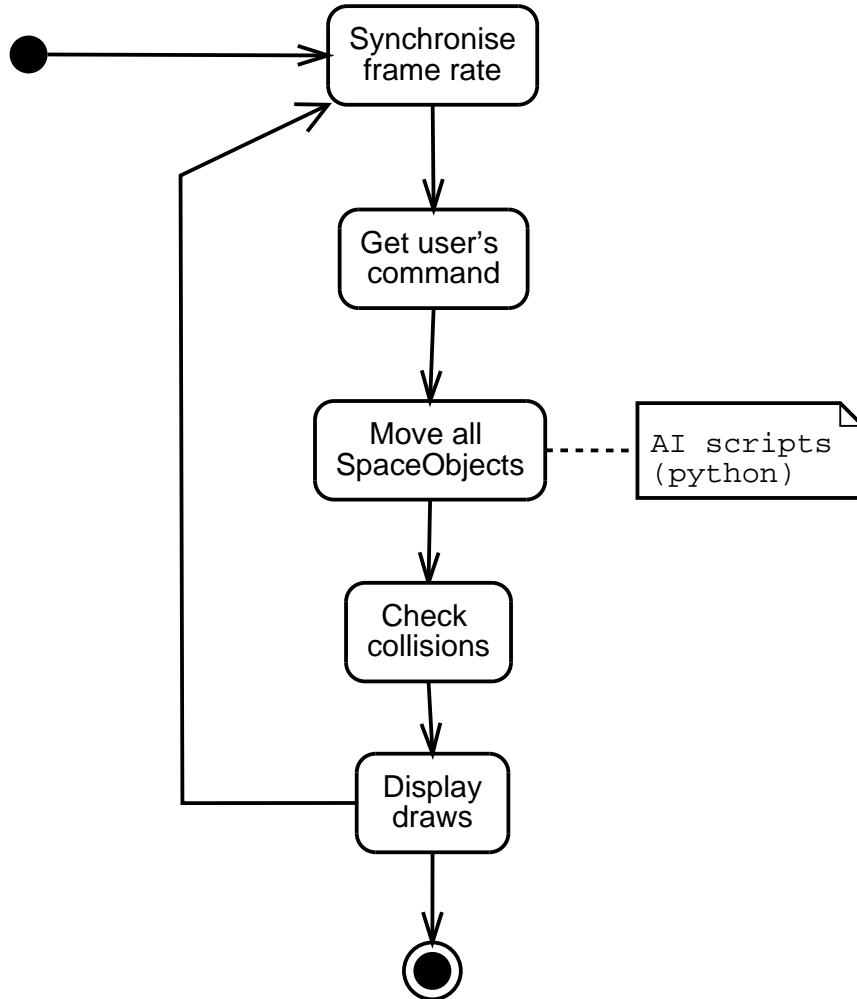 Synchronise
frame rate
Get user’s
command
Move all
SpaceObjects
AI scripts
(python)
Check
collisions
Display
draws